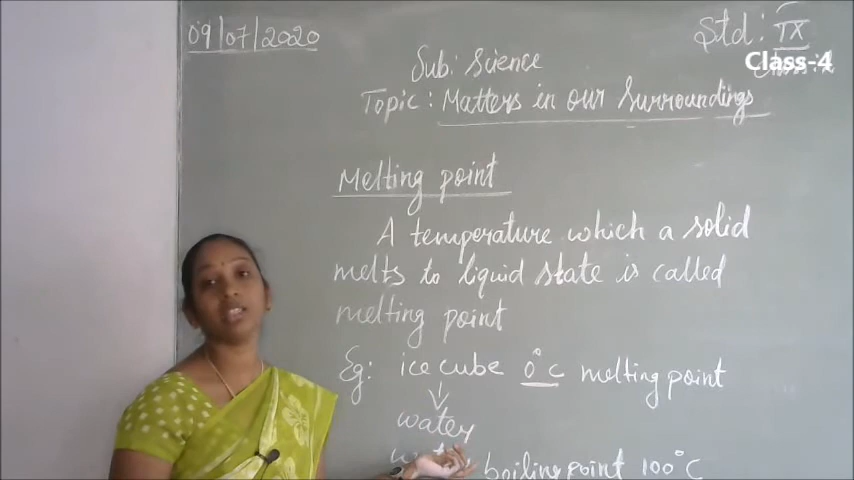 09/07/2020
Std: IX
Class-4
Sub: Science
Topic: Matters in our Surroundings
Melting point
A temperature which a solid
melts to liquid state is called
melting point
Eg: ice cube 0°C melting point
↓
water
boiling point 100°C